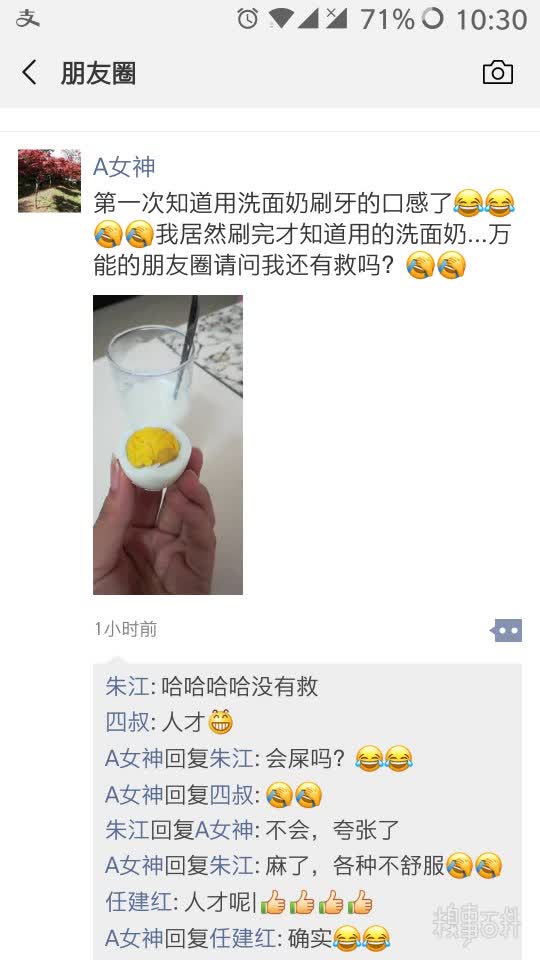 71% 10:30
朋友圈
A女神
第一次知道用洗面奶刷牙的口感了😂😂
🤣🤣我居然刷完才知道用的洗面奶...万
能的朋友圈请问我还有救吗？🤣🤣
1小时前
朱江: 哈哈哈哈没有救
四叔: 人才😁
A女神回复朱江: 会屎吗？😂😂
A女神回复四叔: 🤣🤣
朱江回复A女神: 不会，夸张了
A女神回复朱江: 麻了，各种不舒服🤣🤣
任建红: 人才呢|👍👍👍👍
A女神回复任建红: 确实😂😂